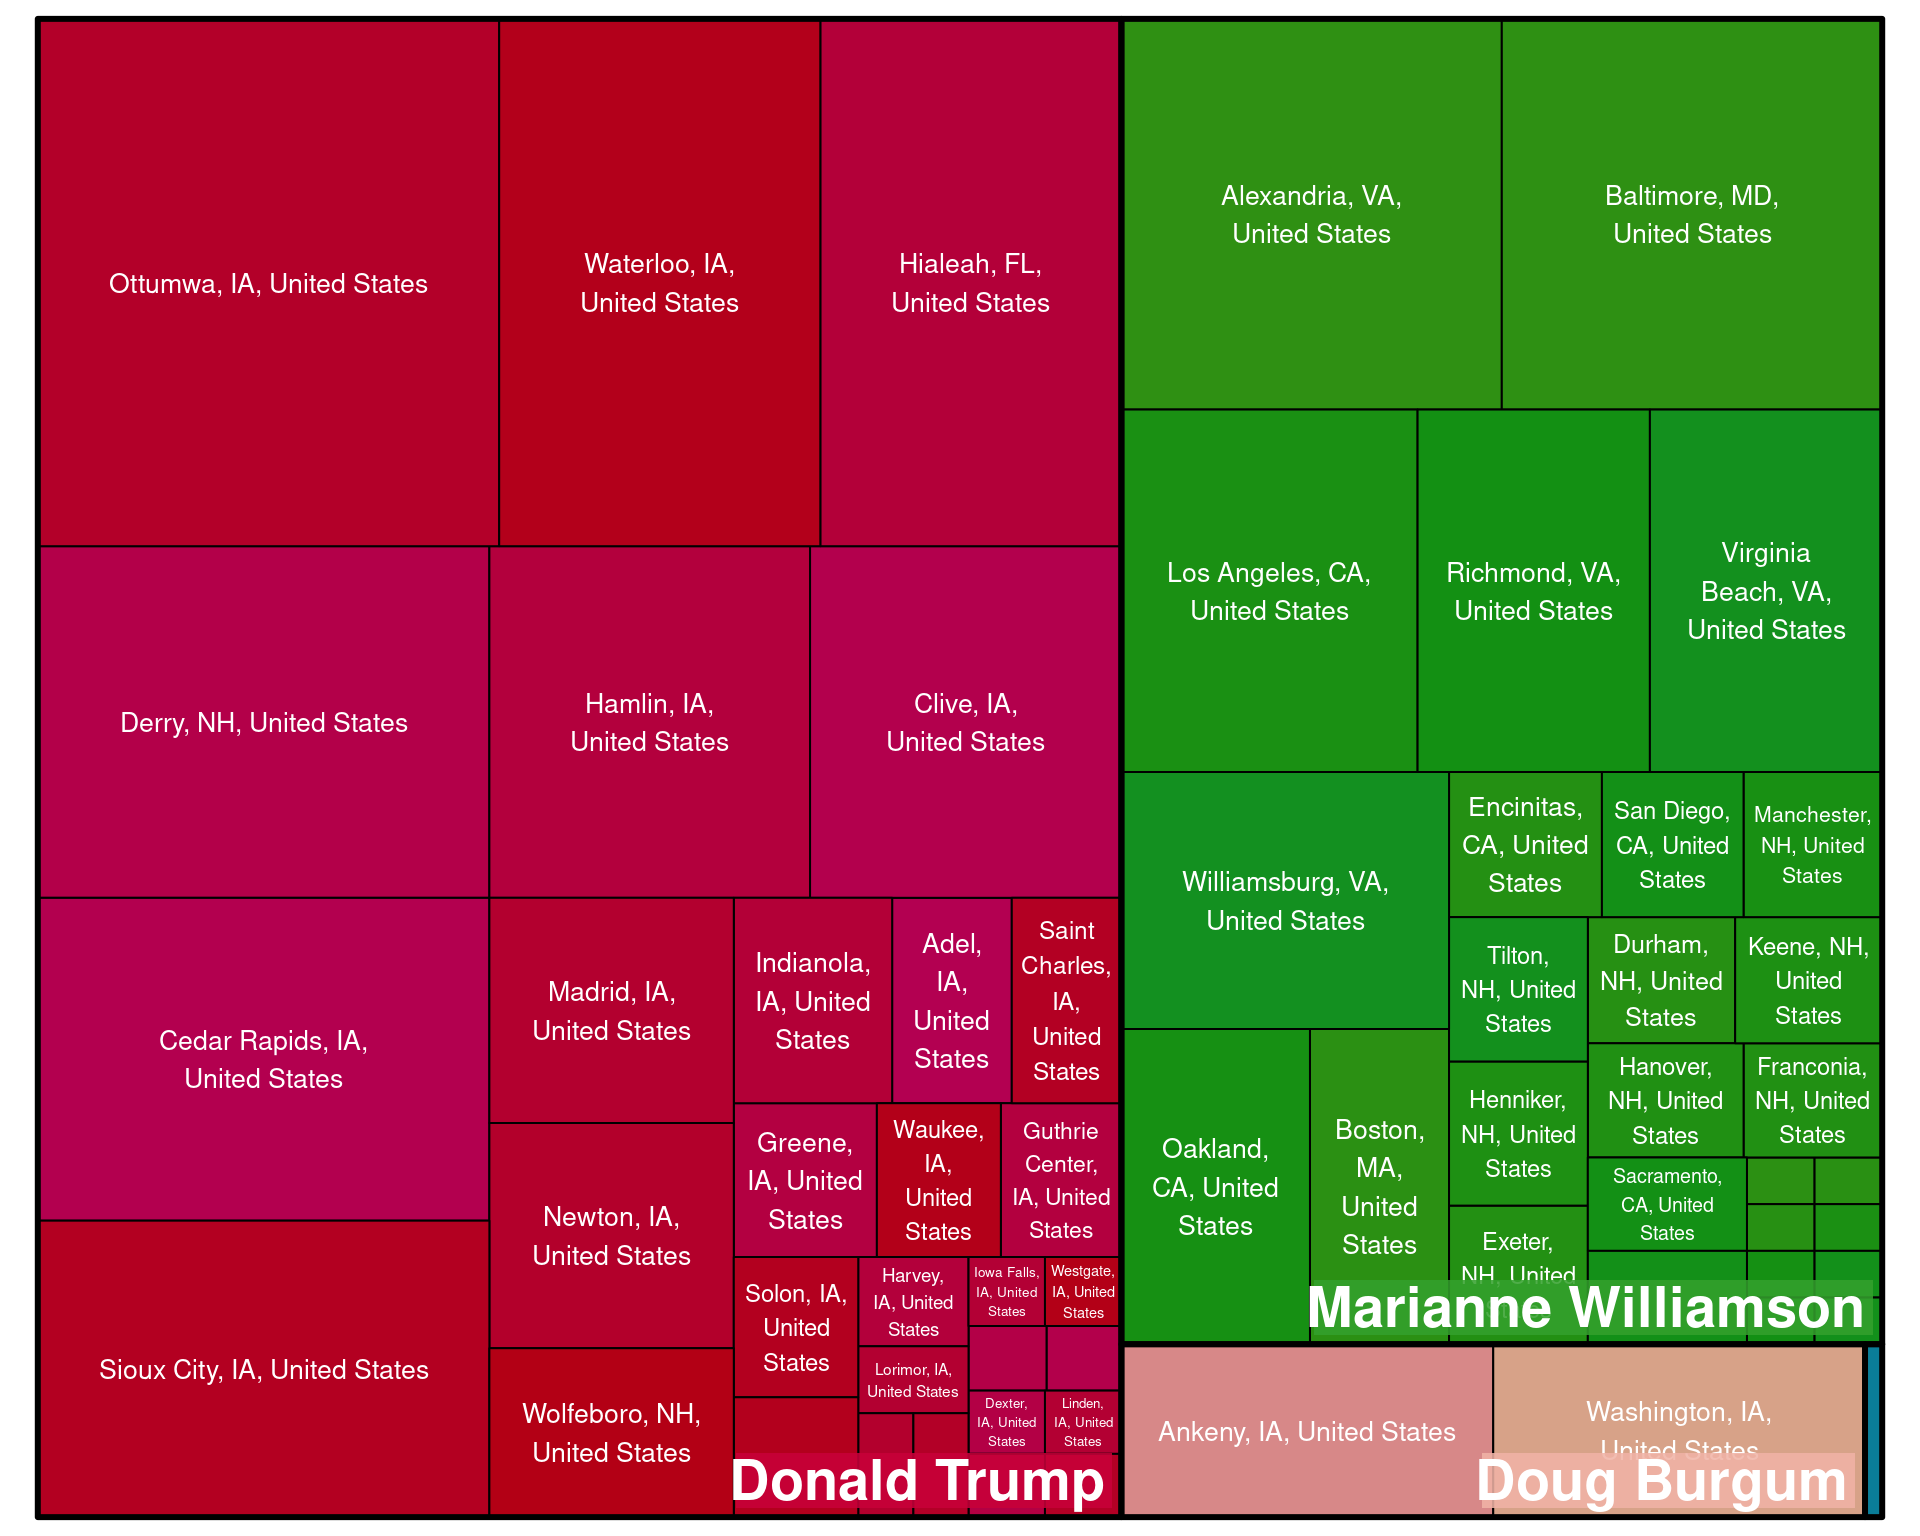 Ottumwa, IA, United States
Waterloo, IA,
United States
Hialeah, FL,
United States
Derry, NH, United States
Hamlin, IA,
United States
Clive, IA,
United States
Cedar Rapids, IA,
United States
Sioux City, IA, United States
Madrid, IA,
United States
Newton, IA,
United States
Wolfeboro, NH,
United States
Indianola,
IA, United
States
Adel,
IA,
United
States
Saint
Charles,
IA,
United
States
Greene,
IA, United
States
Waukee,
IA,
United
States
Guthrie
Center,
IA, United
States
Solon, IA,
United
States
Harvey,
IA, United
States
Iowa Falls,
IA, United
States
Westgate,
IA, United
States
Lorimor, IA,
United States
Dexter,
IA, United
States
Linden,
IA, United
States
Donald Trump
Alexandria, VA,
United States
Baltimore, MD,
United States
Los Angeles, CA,
United States
Richmond, VA,
United States
Virginia
Beach, VA,
United States
Williamsburg, VA,
United States
Encinitas,
CA, United
States
San Diego,
CA, United
States
Manchester,
NH, United
States
Tilton,
NH, United
States
Durham,
NH, United
States
Keene, NH,
United
States
Oakland,
CA, United
States
Boston,
MA,
United
States
Henniker,
NH, United
States
Hanover,
NH, United
States
Franconia,
NH, United
States
Sacramento,
CA, United
States
Exeter,
NH, United
Marianne Williamson
Ankeny, IA, United States
Washington, IA,
United States
Doug Burgum